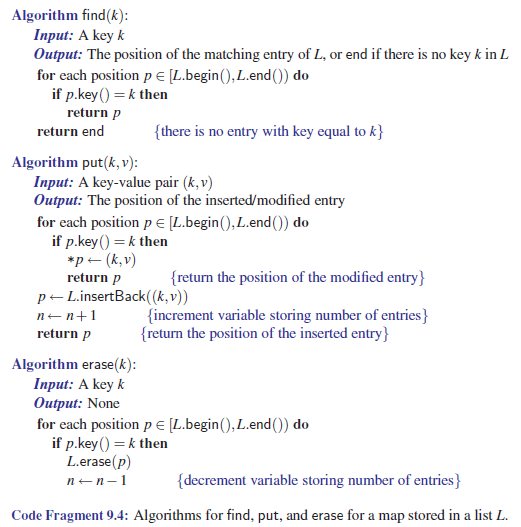 Algorithm find(k):
Input: A key k
Output: The position of the matching entry of L, or end if there is no key k in L
for each position p ∈ [L.begin(),L.end()) do
if p.key() = k then
return p
return end {there is no entry with key equal to k}
Algorithm put(k,v):
Input: A key-value pair (k,v)
Output: The position of the inserted/modified entry
for each position p ∈ [L.begin(),L.end()) do
if p.key() = k then
*p ← (k,v)
return p {return the position of the modified entry}
p ← L.insertBack((k,v))
n ← n+1 {increment variable storing number of entries}
return p {return the position of the inserted entry}
Algorithm erase(k):
Input: A key k
Output: None
for each position p ∈ [L.begin(),L.end()) do
if p.key() = k then
L.erase(p)
n ← n−1 {decrement variable storing number of entries}
Code Fragment 9.4: Algorithms for find, put, and erase for a map stored in a list L.